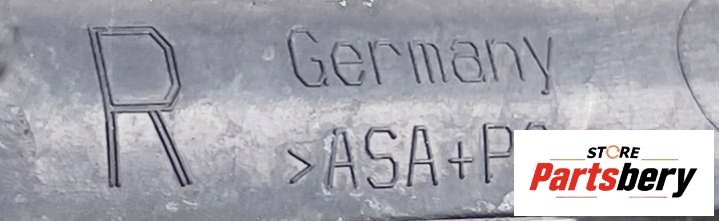 R
Germany
>ASA+P
STORE
Partsbery